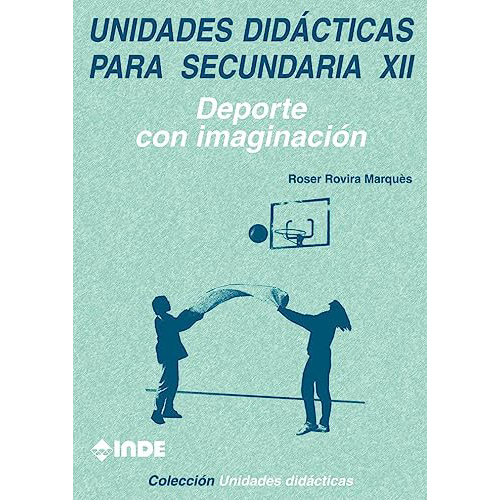 UNIDADES DIDÁCTICAS
PARA SECUNDARIA XII
Deporte
con imaginación
Roser Rovira Marquès
INDE
Colección Unidades didácticas